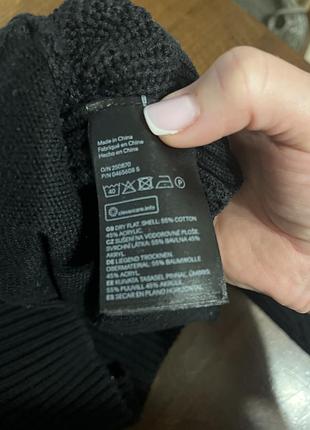 Made in China
Fabriqué en Chine
Hecho en China
O/N 250870
P/N 0465608 S
40
P
clevercare.info
GB DRY FLAT. SHELL: 55% COTTON
45% ACRYLIC.
CZ SUŠENÍ NA VODOROVNÉ PLOŠE.
SVRCHNÍ LÁTKA: 55% BAVLNA 45%
AKRYL
DE LIEGEND TROCKNEN.
OBERMATERIAL: 55% BAUMWOLLE
45% ACRYL
EE KUIVATA TASASEL PINNAL. ÜMBRIS:
55% PUUVILL 45% AKRÜÜL
ES SECAR EN PLANO HORIZONTAL.